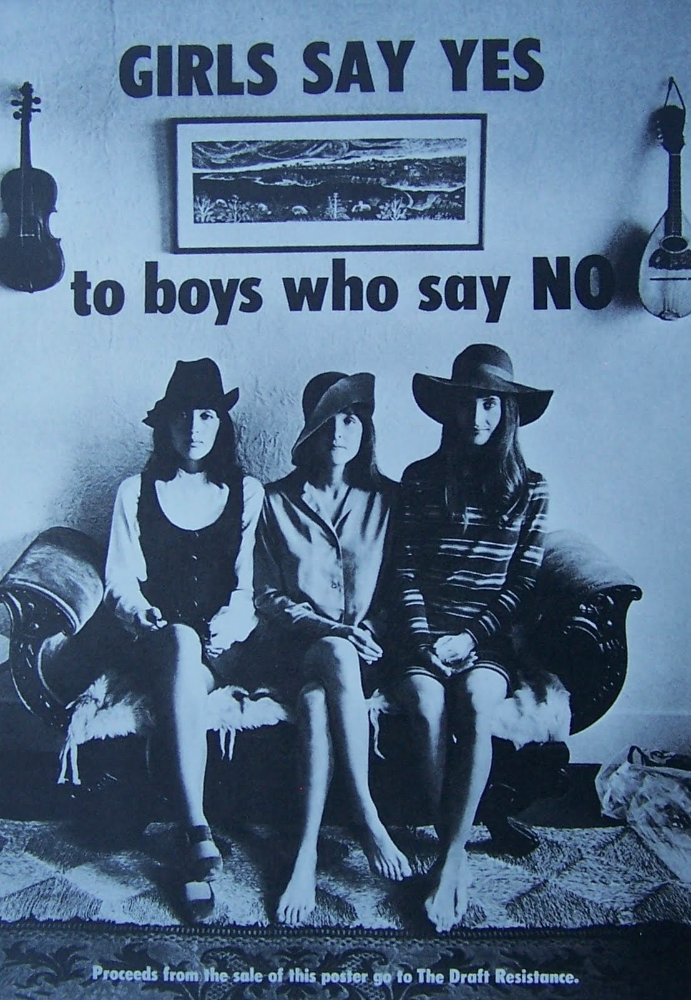 GIRLS SAY YES
to boys who say NO
Proceeds from the sale of this poster go to The Draft Resistance.